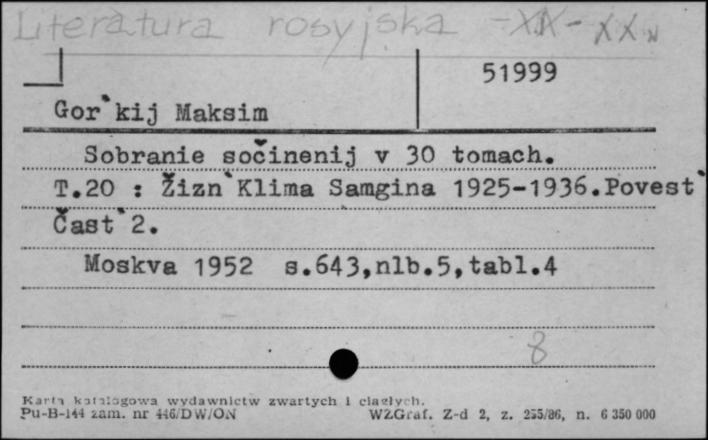 Literatura rosyjska - XIX - XX w
51999
Gor`kij Maksim
Sobranie sočinenij v 30 tomach.
T.20 : Žizn`Klima Samgina 1925-1936.Povest`
Čast`2.
Moskva 1952 s.643,nlb.5,tabl.4
8
Karta katalogowa wydawnictw zwartych i ciągłych.
Pu-B-144 zam. nr 446/DW/ON WZGraf. Z-d 2, z. 255/86, n. 6 350 000